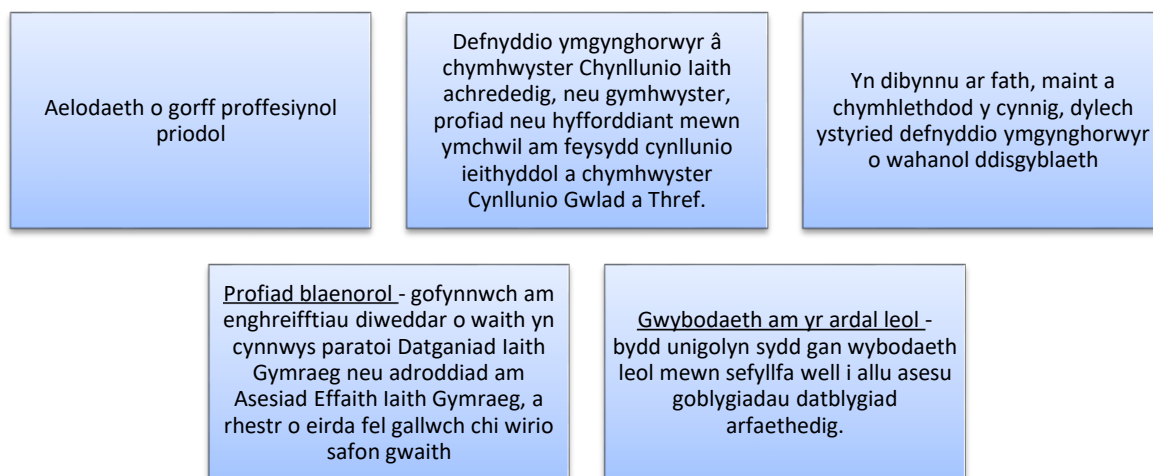 Aelodaeth o gorff proffesiynol
priodol
Defnyddio ymgynghorwyr â
chymhwyster Chynllunio Iaith
achrededig, neu gymhwyster,
profiad neu hyfforddiant mewn
ymchwil am feysydd cynllunio
ieithyddol a chymhwyster
Cynllunio Gwlad a Thref.
Yn dibynnu ar fath, maint a
chymhlethdod y cynnig, dylech
ystyried defnyddio ymgynghorwyr
o wahanol ddisgyblaeth
Profiad blaenorol - gofynnwch am
enghreifftiau diweddar o waith yn
cynnwys paratoi Datganiad Iaith
Gymraeg neu adroddiad am
Asesiad Effaith Iaith Gymraeg, a
rhestr o eirda fel gallwch chi wirio
safon gwaith
Gwybodaeth am yr ardal leol -
bydd unigolyn sydd gan wybodaeth
leol mewn sefyllfa well i allu asesu
goblygiadau datblygiad
arfaethedig.